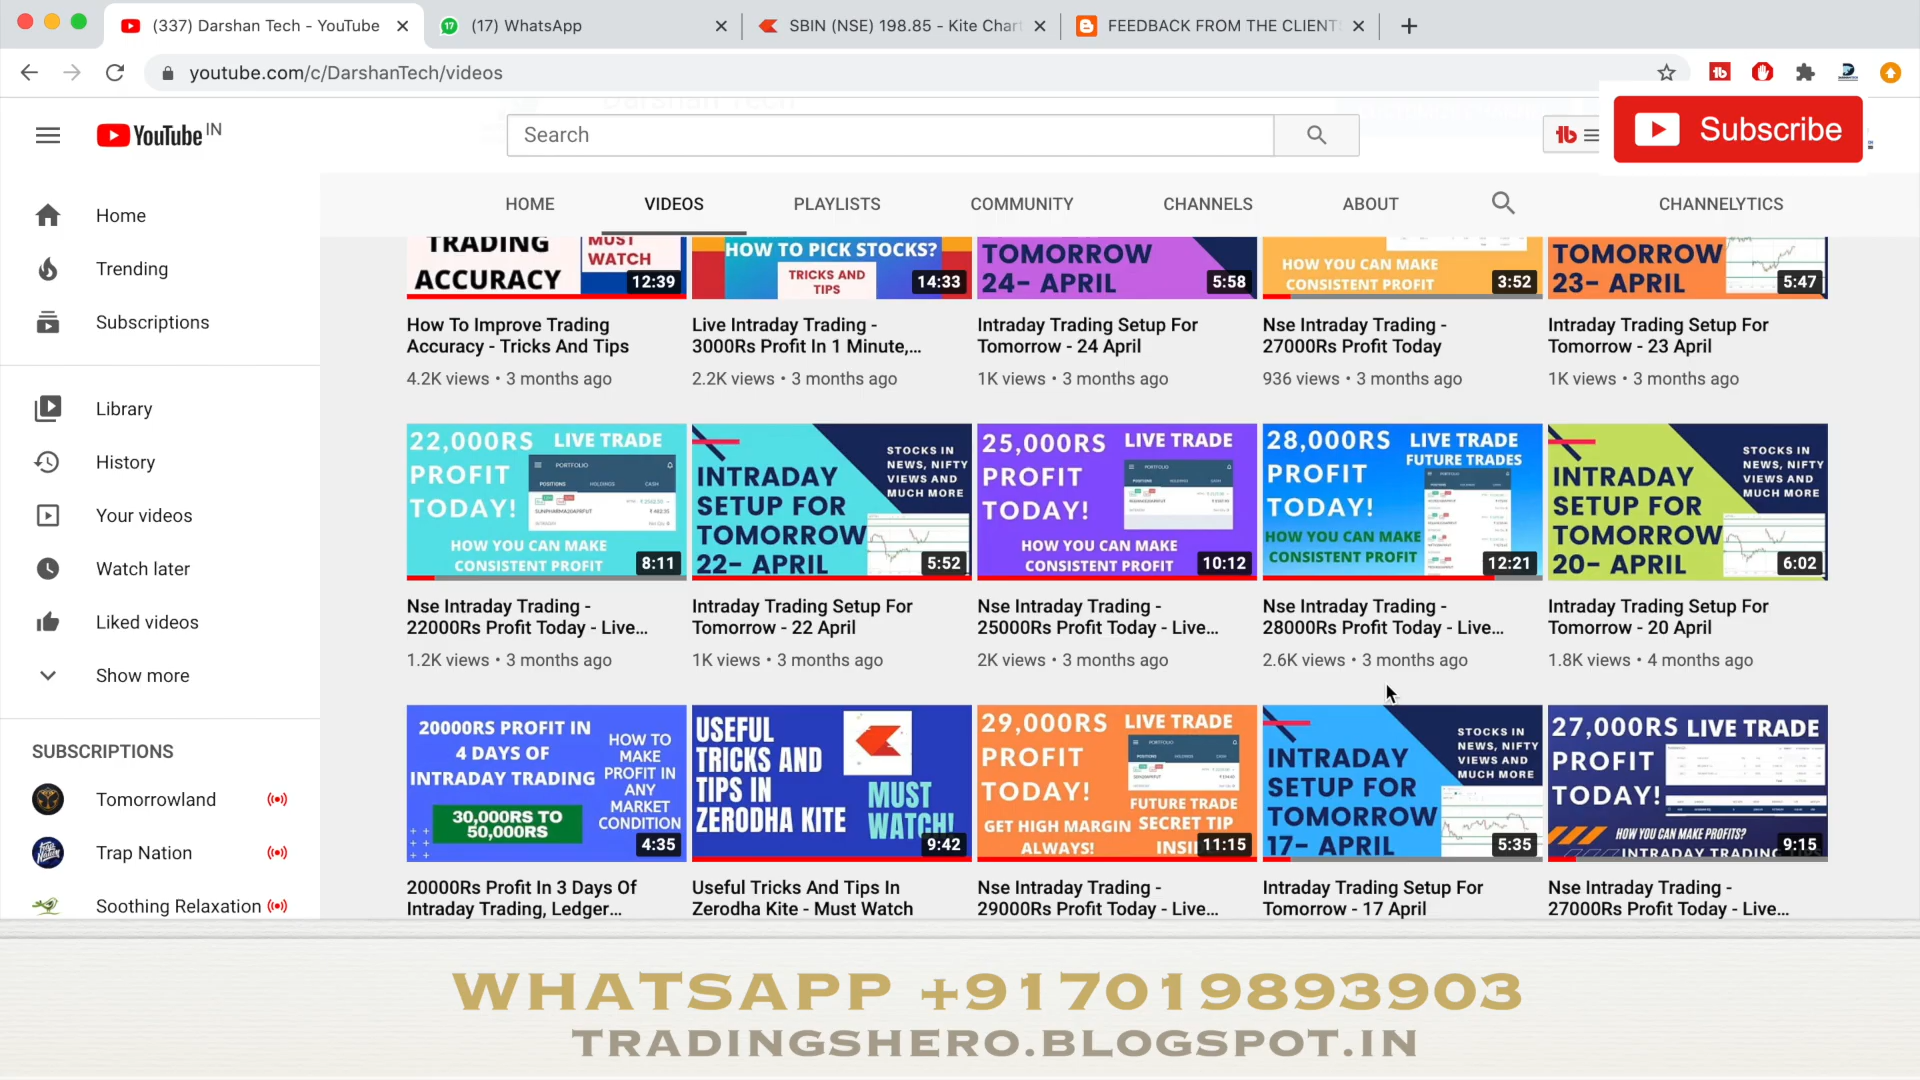 (337) Darshan Tech - YouTube
(17) WhatsApp
SBIN (NSE) 198.85 - Kite Chart
FEEDBACK FROM THE CLIENT
youtube.com/c/DarshanTech/videos
YouTube IN
Search
Subscribe
HOME
VIDEOS
PLAYLISTS
COMMUNITY
CHANNELS
ABOUT
CHANNELYTICS
Home
Trending
Subscriptions
Library
History
Your videos
Watch later
Liked videos
Show more
SUBSCRIPTIONS
Tomorrowland
Trap Nation
Soothing Relaxation
TRADING
ACCURACY
MUST
WATCH
12:39
How To Improve Trading
Accuracy - Tricks And Tips
4.2K views • 3 months ago
HOW TO PICK STOCKS?
TRICKS AND
TIPS
14:33
Live Intraday Trading -
3000Rs Profit In 1 Minute,...
2.2K views • 3 months ago
TOMORROW
24- APRIL
5:58
Intraday Trading Setup For
Tomorrow - 24 April
1K views • 3 months ago
HOW YOU CAN MAKE
CONSISTENT PROFIT
3:52
Nse Intraday Trading -
27000Rs Profit Today
936 views • 3 months ago
TOMORROW
23- APRIL
5:47
Intraday Trading Setup For
Tomorrow - 23 April
1K views • 3 months ago
22,000RS
PROFIT
TODAY!
LIVE TRADE
PORTFOLIO
POSITIONS HOLDINGS CASH
HOW YOU CAN MAKE
CONSISTENT PROFIT
8:11
Nse Intraday Trading -
22000Rs Profit Today - Live...
1.2K views • 3 months ago
INTRADAY
SETUP FOR
TOMORROW
22- APRIL
STOCKS IN
NEWS, NIFTY
VIEWS AND
MUCH MORE
5:52
Intraday Trading Setup For
Tomorrow - 22 April
1K views • 3 months ago
25,000RS
PROFIT
TODAY!
LIVE TRADE
PORTFOLIO
HOW YOU CAN MAKE
CONSISTENT PROFIT
10:12
Nse Intraday Trading -
25000Rs Profit Today - Live...
2K views • 3 months ago
28,000RS
PROFIT
TODAY!
LIVE TRADE
FUTURE TRADES
HOW YOU CAN MAKE
CONSISTENT PROFIT
12:21
Nse Intraday Trading -
28000Rs Profit Today - Live...
2.6K views • 3 months ago
INTRADAY
SETUP FOR
TOMORROW
20- APRIL
STOCKS IN
NEWS, NIFTY
VIEWS AND
MUCH MORE
6:02
Intraday Trading Setup For
Tomorrow - 20 April
1.8K views • 4 months ago
20000RS PROFIT IN
4 DAYS OF
INTRADAY TRADING
30,000RS TO
50,000RS
HOW TO
MAKE
PROFIT IN
ANY
MARKET
CONDITION
4:35
20000Rs Profit In 3 Days Of
Intraday Trading, Ledger...
USEFUL
TRICKS AND
TIPS IN
ZERODHA KITE
MUST
WATCH!
9:42
Useful Tricks And Tips In
Zerodha Kite - Must Watch
29,000RS
PROFIT
TODAY!
LIVE TRADE
PORTFOLIO
GET HIGH MARGIN
ALWAYS!
FUTURE TRADE
SECRET TIP
11:15
Nse Intraday Trading -
29000Rs Profit Today - Live...
INTRADAY
SETUP FOR
TOMORROW
17- APRIL
STOCKS IN
NEWS, NIFTY
VIEWS AND
MUCH MORE
5:35
Intraday Trading Setup For
Tomorrow - 17 April
27,000RS
PROFIT
TODAY!
LIVE TRADE
HOW YOU CAN MAKE PROFITS?
INTRADAY TRADING
9:15
Nse Intraday Trading -
27000Rs Profit Today - Live...
WHATSAPP +917019893903
TRADINGSHERO.BLOGSPOT.IN